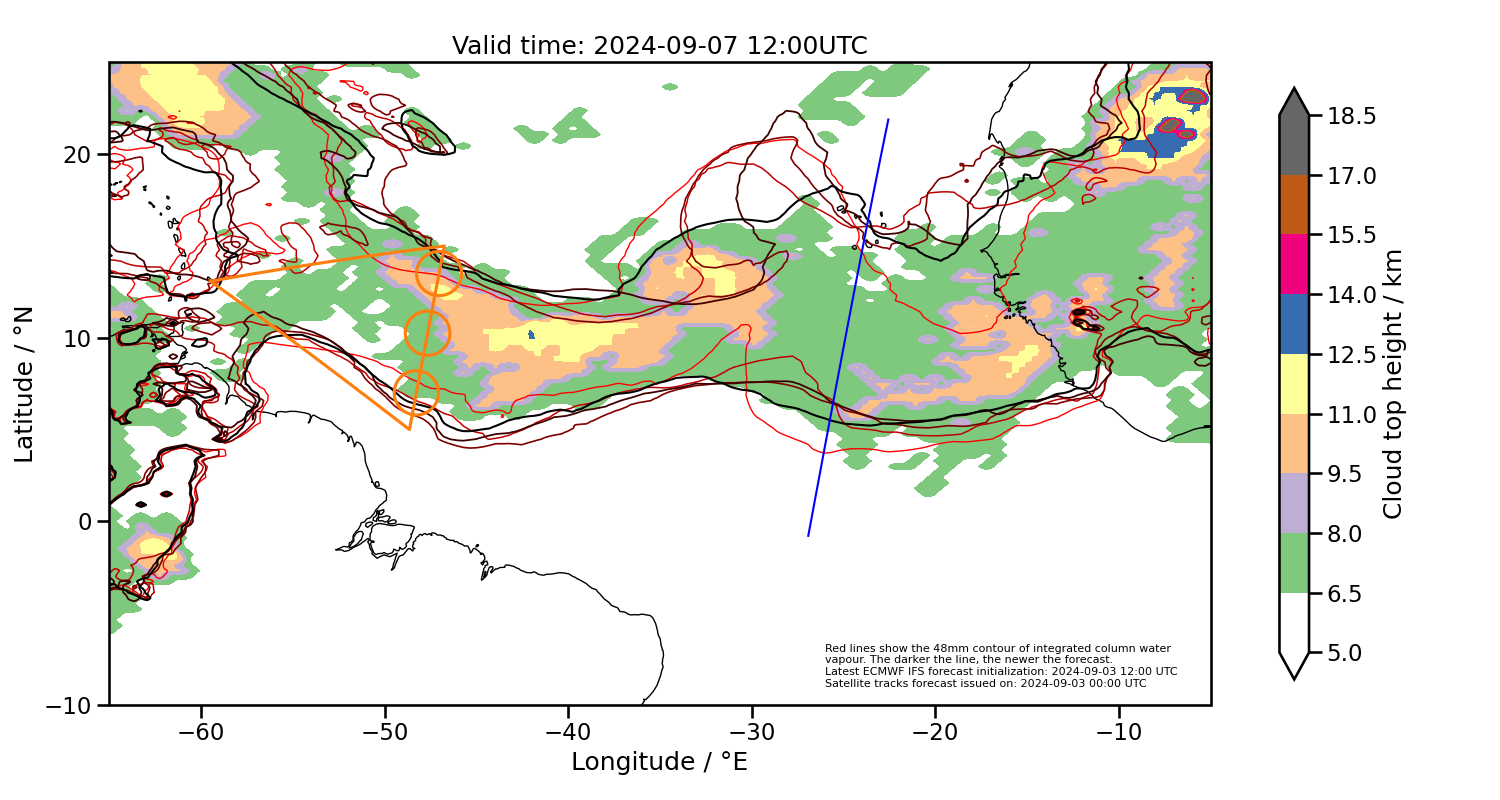 Valid time: 2024-09-07 12:00UTC
20
10
0
−10
Latitude / °N
−60
−50
−40
−30
−20
−10
Longitude / °E
Red lines show the 48mm contour of integrated column water
vapour. The darker the line, the newer the forecast.
Latest ECMWF IFS forecast initialization: 2024-09-03 12:00 UTC
Satellite tracks forecast issued on: 2024-09-03 00:00 UTC
18.5
17.0
15.5
14.0
12.5
11.0
9.5
8.0
6.5
5.0
Cloud top height / km